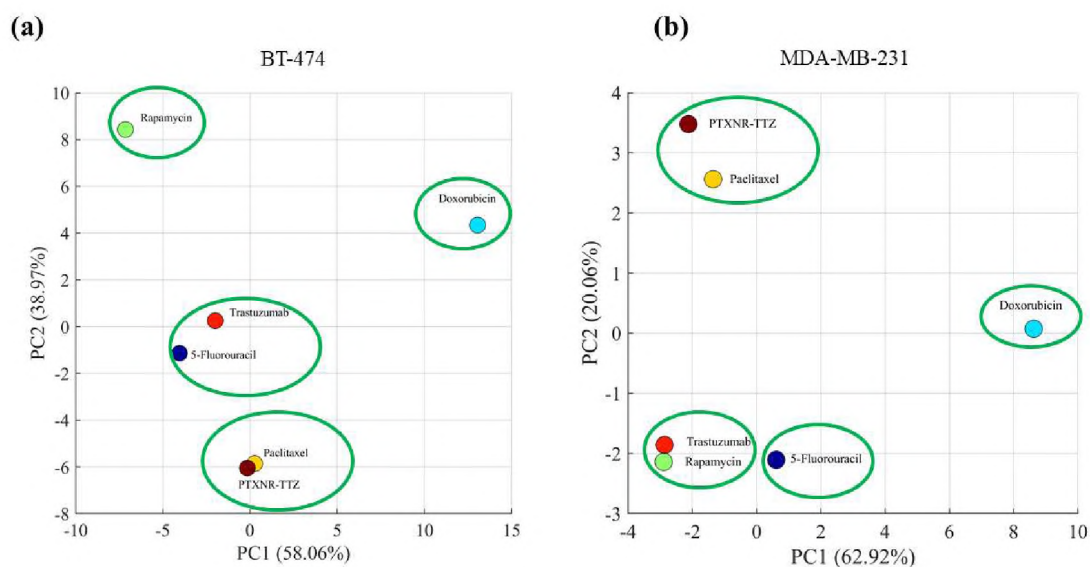 (a)
BT-474
10
8
6
4
2
0
-2
-4
-6
-8
PC2 (38.97%)
Rapamycin
Doxorubicin
Trastuzumab
5-Fluorouracil
Paclitaxel
PTXNR-TTZ
-10
-5
0
5
10
15
PC1 (58.06%)
(b)
MDA-MB-231
4
3
2
1
0
-1
-2
-3
PC2 (20.06%)
PTXNR-TTZ
Paclitaxel
Doxorubicin
Trastuzumab
Rapamycin
5-Fluorouracil
-4
-2
0
2
4
6
8
10
PC1 (62.92%)